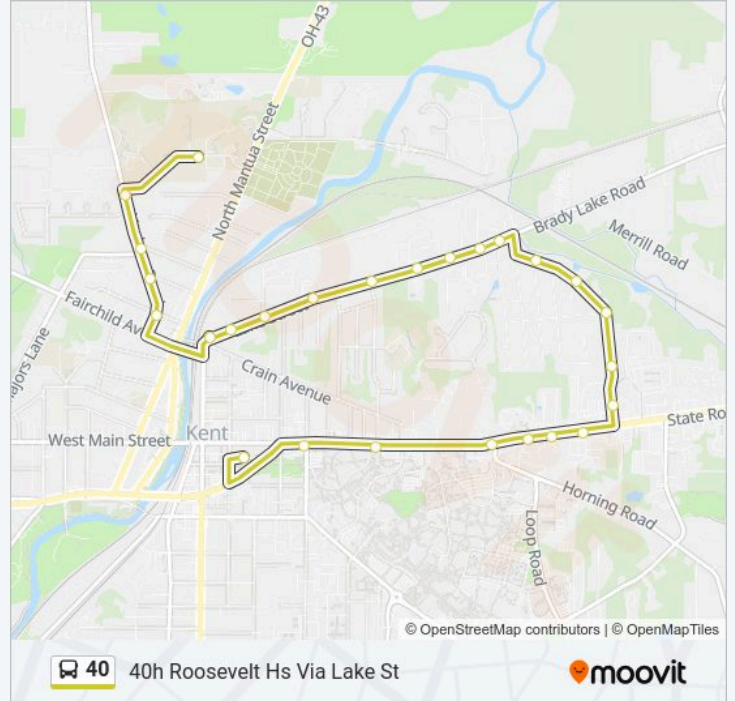 OH-43
North Mantua Street
Brady Lake Road
Merrill Road
Fairchild Av
ajors Lane
Crain Avenue
Kent
West Main Street
State Ro
Horning Road
Loop Road
© OpenStreetMap contributors | © OpenMapTiles
40 40h Roosevelt Hs Via Lake St
moovit